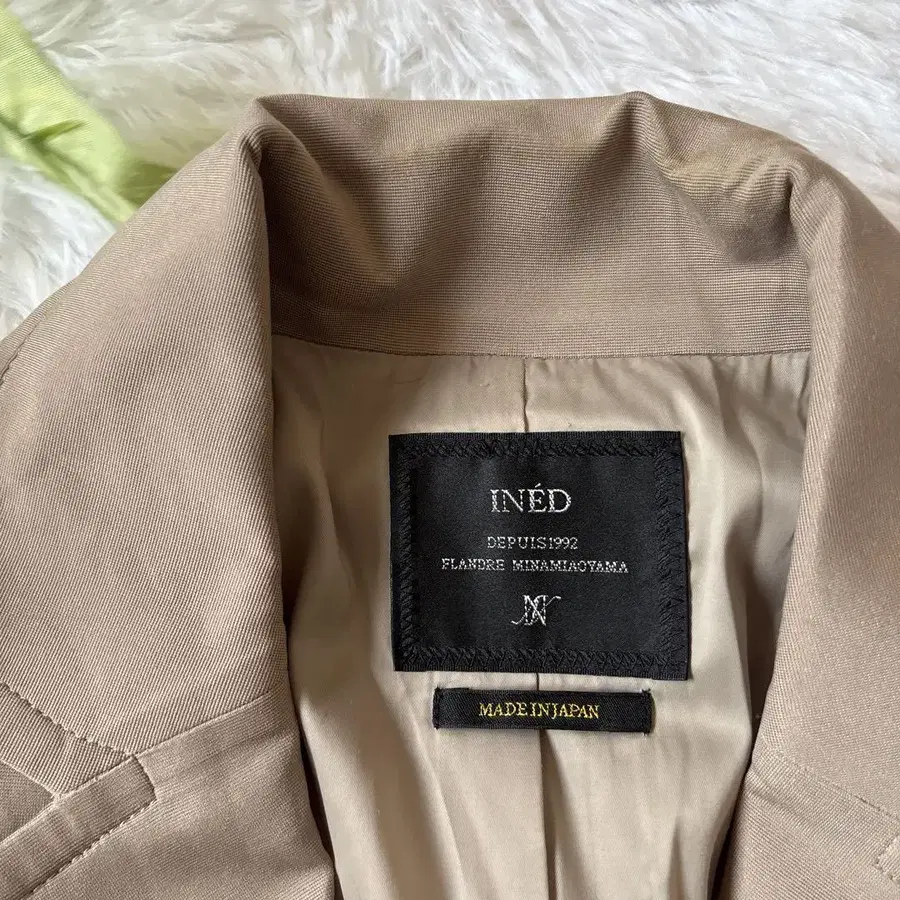 INÉD
DEPUIS1992
FLANDRE MINAMIAOYAMA
MADE IN JAPAN